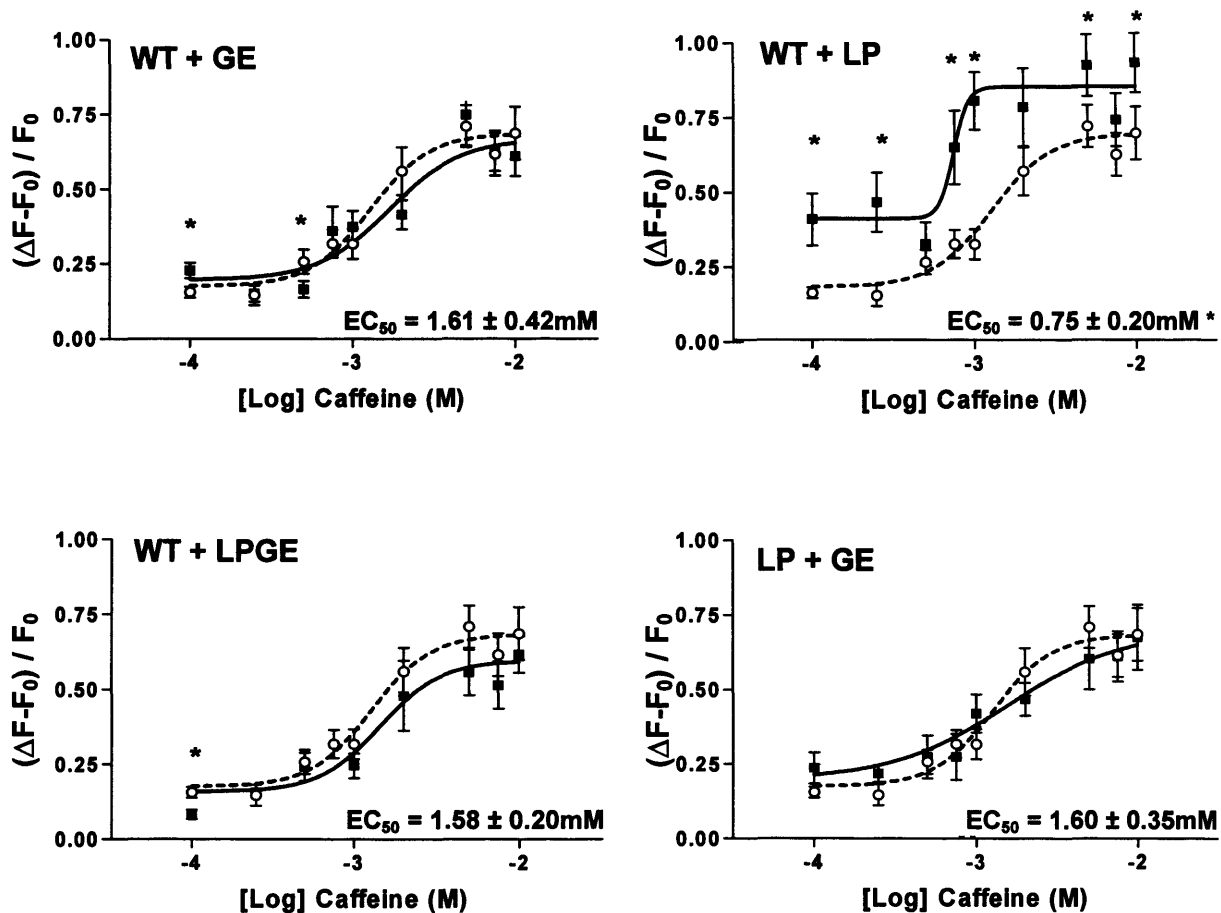 WT + GE
*
*
1.00
0.75
0.50
0.25
0.00
(ΔF-F₀) / F₀
EC₅₀ = 1.61 ± 0.42mM
-4
-3
-2
[Log] Caffeine (M)
WT + LP
*
*
*
*
*
*
1.00
0.75
0.50
0.25
0.00
(ΔF-F₀) / F₀
EC₅₀ = 0.75 ± 0.20mM *
-4
-3
-2
[Log] Caffeine (M)
WT + LPGE
*
1.00
0.75
0.50
0.25
0.00
(ΔF-F₀) / F₀
EC₅₀ = 1.58 ± 0.20mM
-4
-3
-2
[Log] Caffeine (M)
LP + GE
1.00
0.75
0.50
0.25
0.00
(ΔF-F₀) / F₀
EC₅₀ = 1.60 ± 0.35mM
-4
-3
-2
[Log] Caffeine (M)